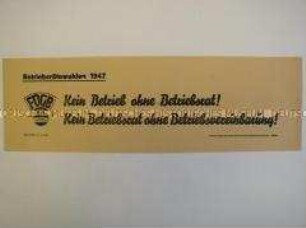 Betriebsrätewahlen 1947
FDGB
Kein Betrieb ohne Betriebsrat!
Kein Betriebsrat ohne Betriebsvereinbarung!